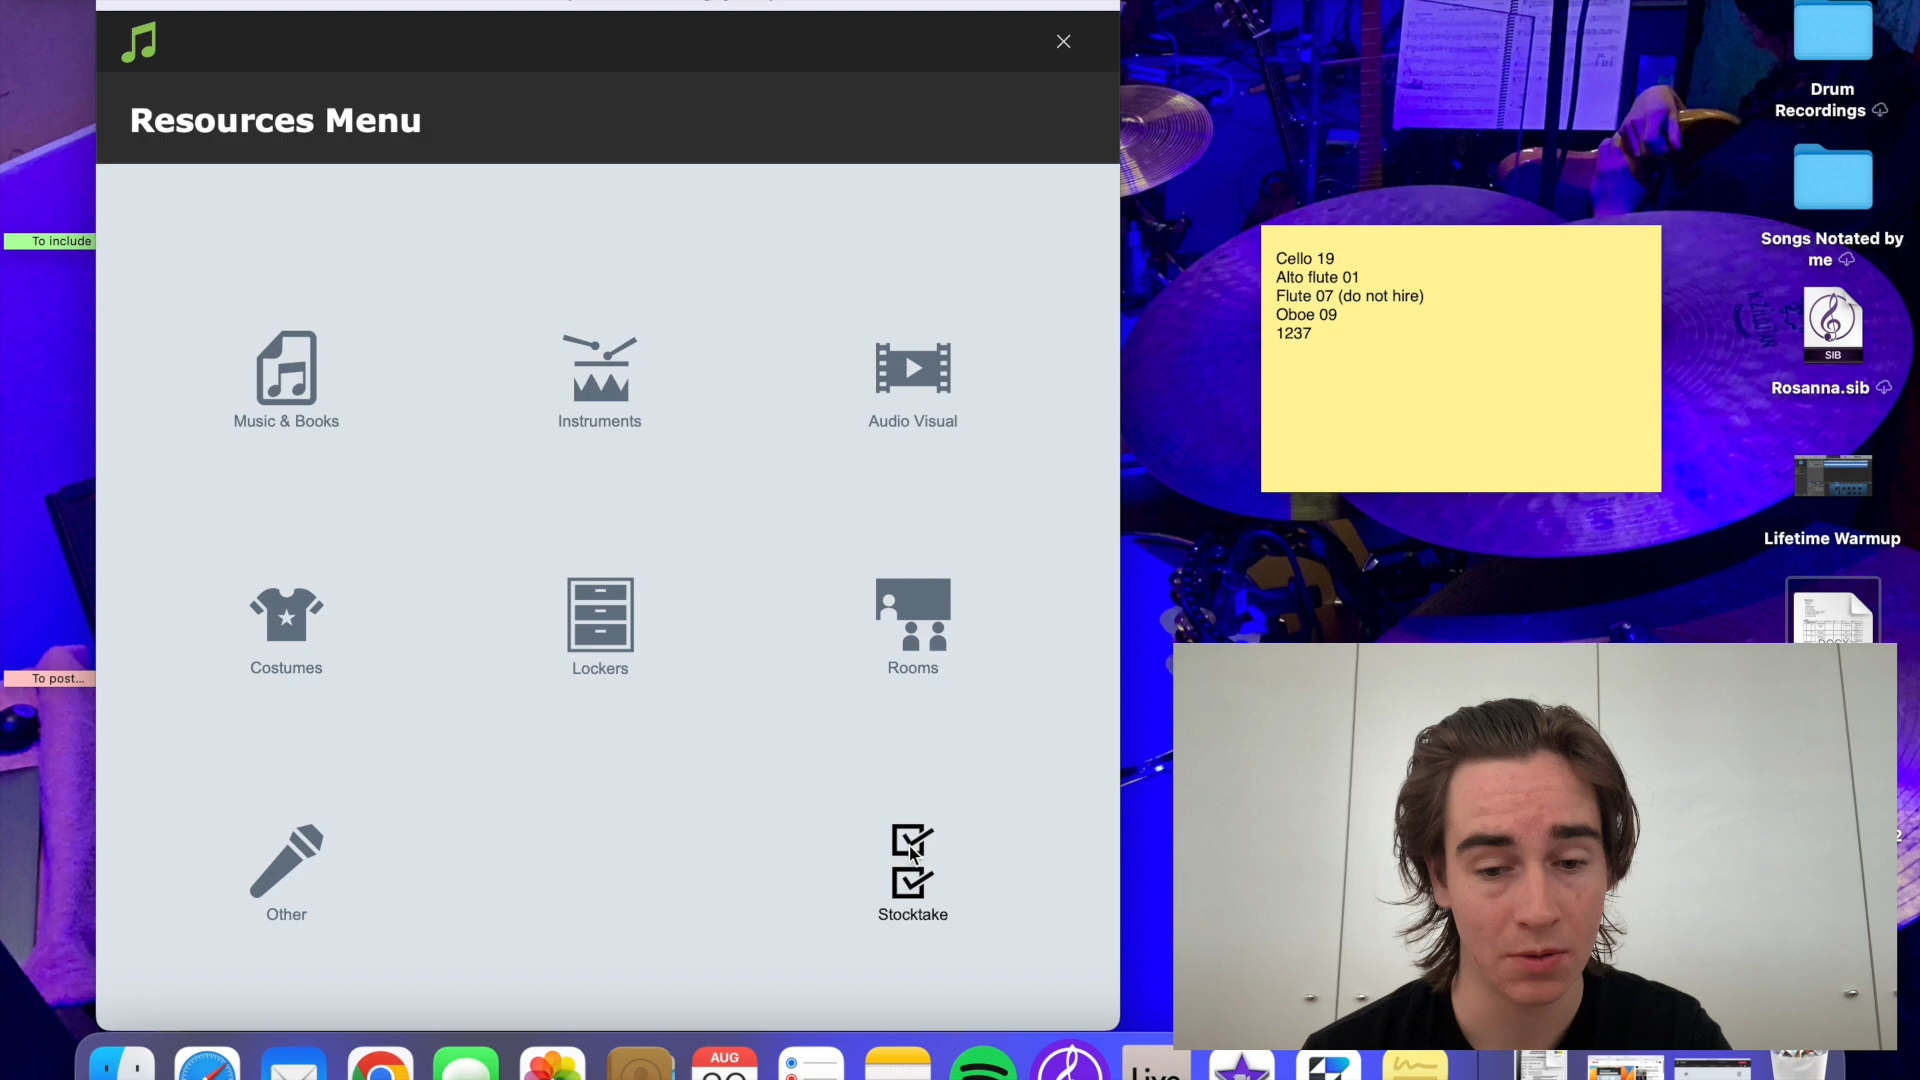 Resources Menu
To include
Music & Books
Instruments
Audio Visual
Costumes
Lockers
Rooms
To post...
Other
Stocktake
Cello 19
Alto flute 01
Flute 07 (do not hire)
Oboe 09
1237
Drum
Recordings
Songs Notated by
me
SIB
Rosanna.sib
Lifetime Warmup
AUG
Live